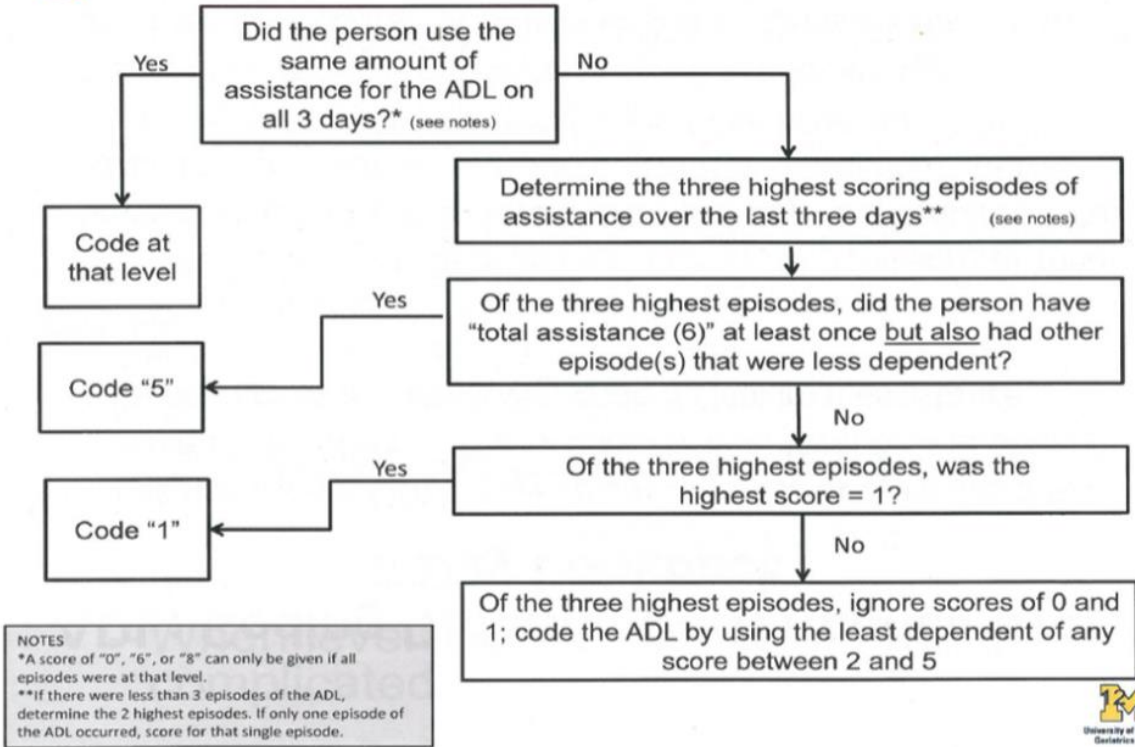 Did the person use the
same amount of
assistance for the ADL on
all 3 days?* (see notes)
Yes
No
Determine the three highest scoring episodes of
assistance over the last three days** (see notes)
Code at
that level
Yes
Of the three highest episodes, did the person have
“total assistance (6)” at least once but also had other
episode(s) that were less dependent?
Code “5”
No
Yes
Of the three highest episodes, was the
highest score = 1?
Code “1”
No
Of the three highest episodes, ignore scores of 0 and
1; code the ADL by using the least dependent of any
score between 2 and 5
NOTES
*A score of “0”, “6”, or “8” can only be given if all
episodes were at that level.
**If there were less than 3 episodes of the ADL,
determine the 2 highest episodes. If only one episode of
the ADL occurred, score for that single episode.
University of
Geriatrics